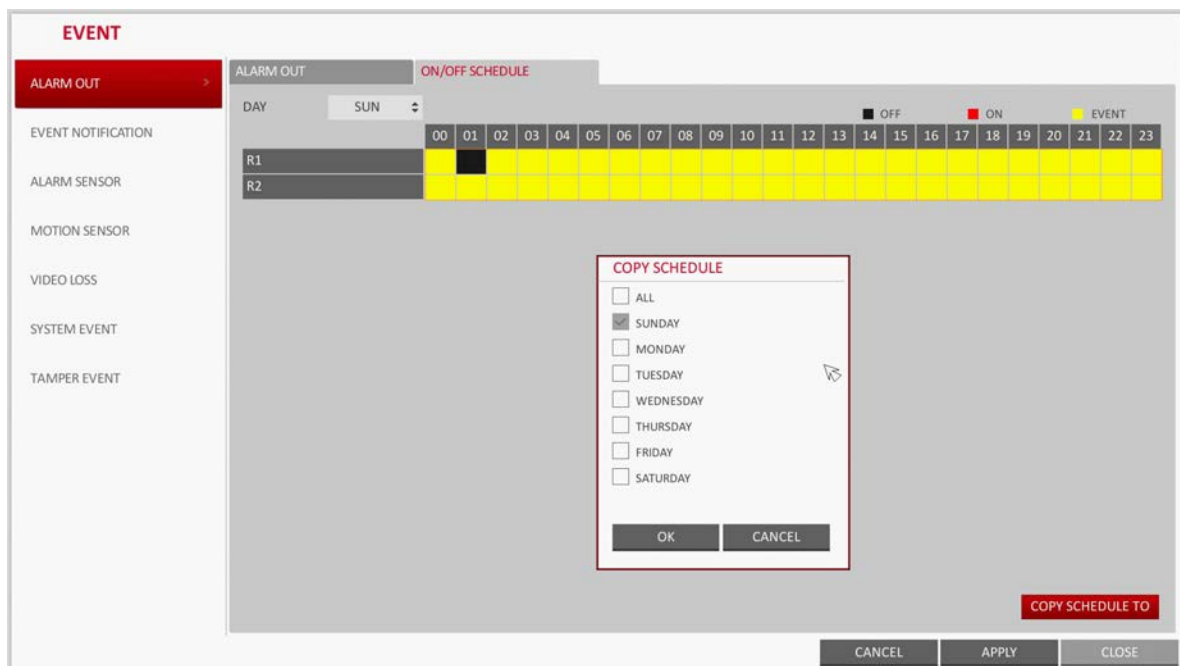 EVENT
ALARM OUT >
EVENT NOTIFICATION
ALARM SENSOR
MOTION SENSOR
VIDEO LOSS
SYSTEM EVENT
TAMPER EVENT
ALARM OUT ON/OFF SCHEDULE
DAY SUN
OFF ON EVENT
00 01 02 03 04 05 06 07 08 09 10 11 12 13 14 15 16 17 18 19 20 21 22 23
R1
R2
COPY SCHEDULE
ALL
SUNDAY
MONDAY
TUESDAY
WEDNESDAY
THURSDAY
FRIDAY
SATURDAY
OK CANCEL
COPY SCHEDULE TO
CANCEL APPLY CLOSE